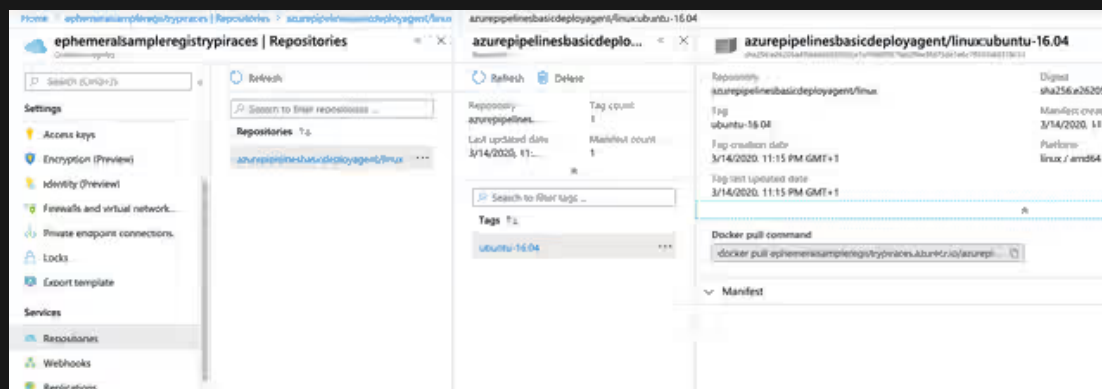 Home > ephemeralsampleregistrypiraces | Repositories > azurepipelinesbasicdeployagent/linux azurepipelinesbasicdeployagent/linux:ubuntu-16.04
ephemeralsampleregistrypiraces | Repositories
Search (Cmd+/)
Settings
Access keys
Encryption (Preview)
Identity (Preview)
Firewalls and virtual network...
Private endpoint connections.
Locks
Export template
Services
Repositories
Webhooks
Replications
Refresh
Search to filter repositories ...
Repositories
azurepipelinesbasicdeployagent/linux
azurepipelinesbasicdeplo...
Refresh Delete
Repository
azurepipelines...
Tag count
1
Last updated date
3/14/2020, 11:...
Manifest count
1
Search to filter tags ...
Tags
ubuntu-16.04
azurepipelinesbasicdeployagent/linux:ubuntu-16.04
Repository
azurepipelinesbasicdeployagent/linux
Tag
ubuntu-16.04
Tag creation date
3/14/2020, 11:15 PM GMT+1
Tag last updated date
3/14/2020, 11:15 PM GMT+1
Digest
sha256:e2620
Manifest creat
3/14/2020, 11
Platform
linux / amd64
Docker pull command
docker pull ephemeralsampleregistrypiraces.azurecr.io/azurepi
Manifest